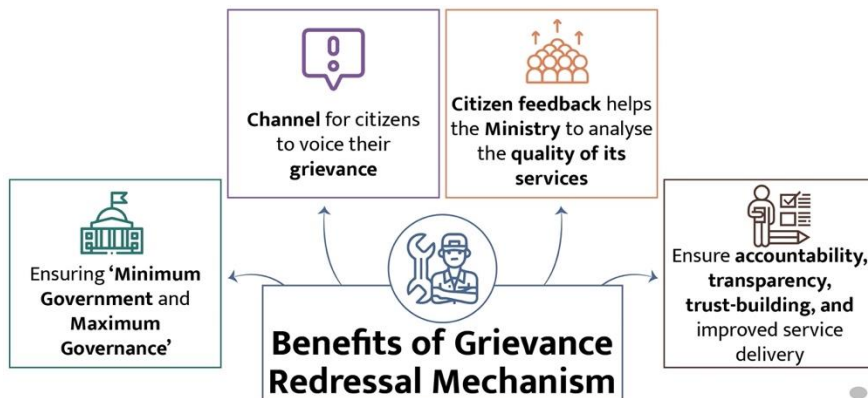 Channel for citizens
to voice their
grievance
Citizen feedback helps
the Ministry to analyse
the quality of its
services
Ensuring ‘Minimum
Government and
Maximum
Governance’
Ensure accountability,
transparency,
trust-building, and
improved service
delivery
Benefits of Grievance
Redressal Mechanism